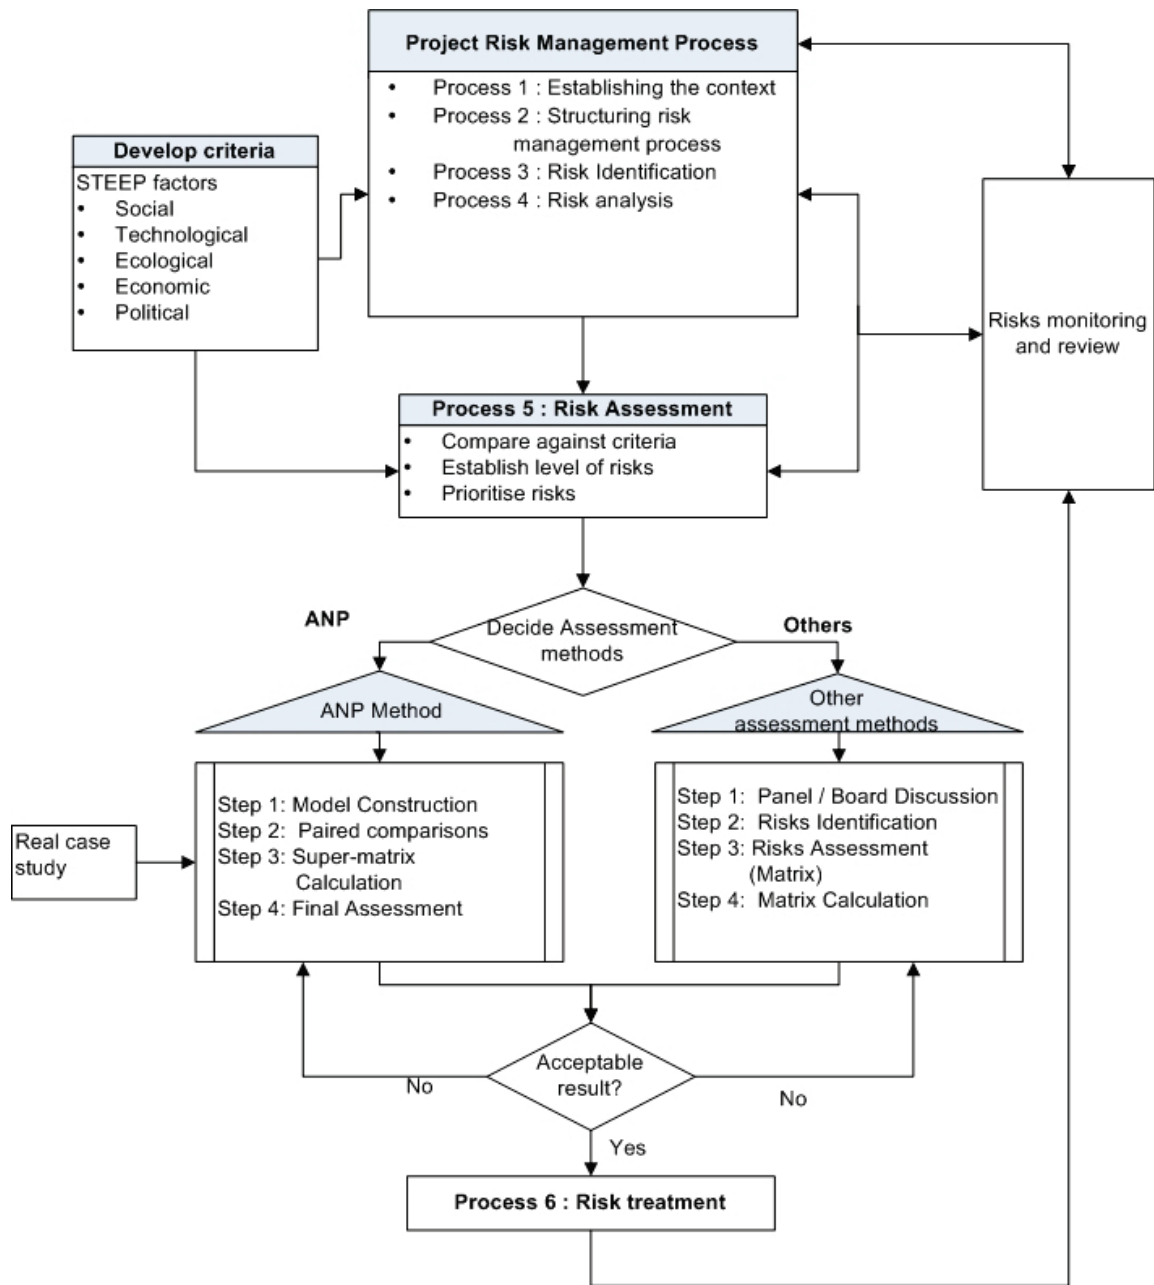 Project Risk Management Process
• Process 1 : Establishing the context
• Process 2 : Structuring risk
management process
• Process 3 : Risk Identification
• Process 4 : Risk analysis
Develop criteria
STEEP factors
• Social
• Technological
• Ecological
• Economic
• Political
Risks monitoring
and review
Process 5 : Risk Assessment
• Compare against criteria
• Establish level of risks
• Prioritise risks
ANP
Decide Assessment
methods
Others
ANP Method
Other
assessment methods
Real case
study
Step 1: Model Construction
Step 2: Paired comparisons
Step 3: Super-matrix
Calculation
Step 4: Final Assessment
Step 1: Panel / Board Discussion
Step 2: Risks Identification
Step 3: Risks Assessment
(Matrix)
Step 4: Matrix Calculation
Acceptable
result?
No
No
Yes
Process 6 : Risk treatment